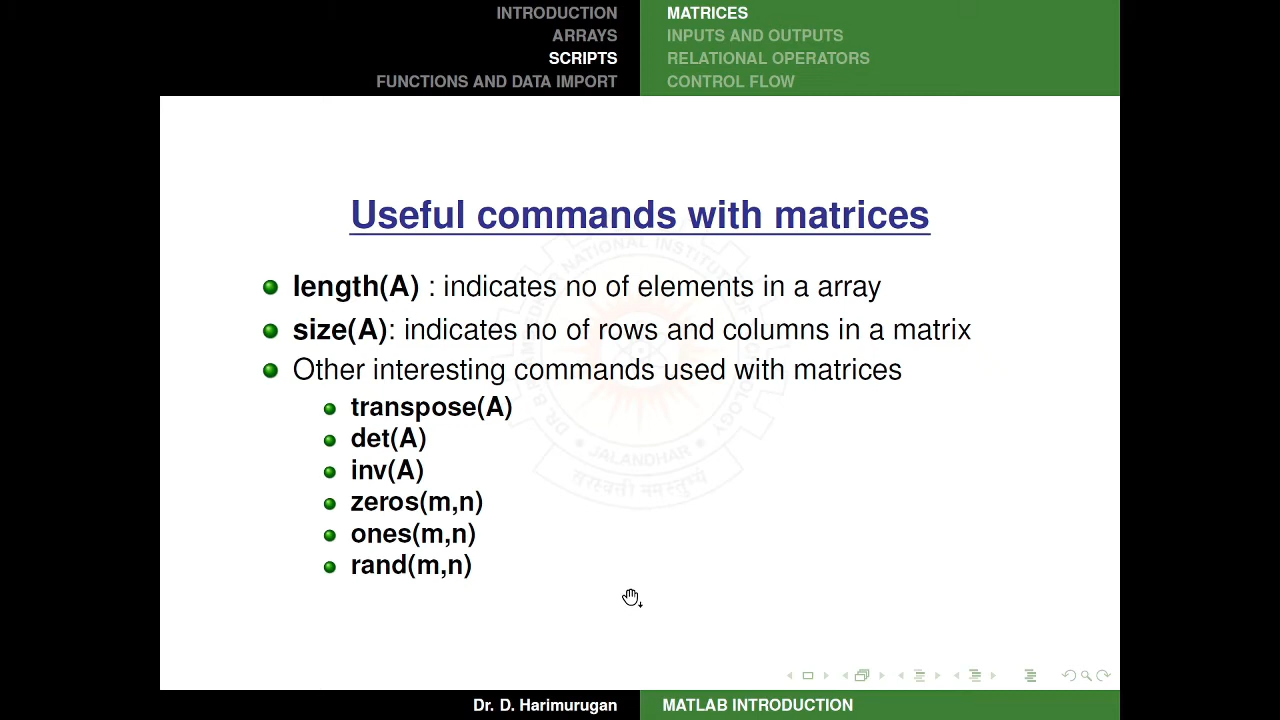 INTRODUCTION
ARRAYS
SCRIPTS
FUNCTIONS AND DATA IMPORT
MATRICES
INPUTS AND OUTPUTS
RELATIONAL OPERATORS
CONTROL FLOW
Useful commands with matrices
length(A) : indicates no of elements in a array
size(A): indicates no of rows and columns in a matrix
Other interesting commands used with matrices
transpose(A)
det(A)
inv(A)
zeros(m,n)
ones(m,n)
rand(m,n)
JALANDHAR
Dr. D. Harimurugan
MATLAB INTRODUCTION